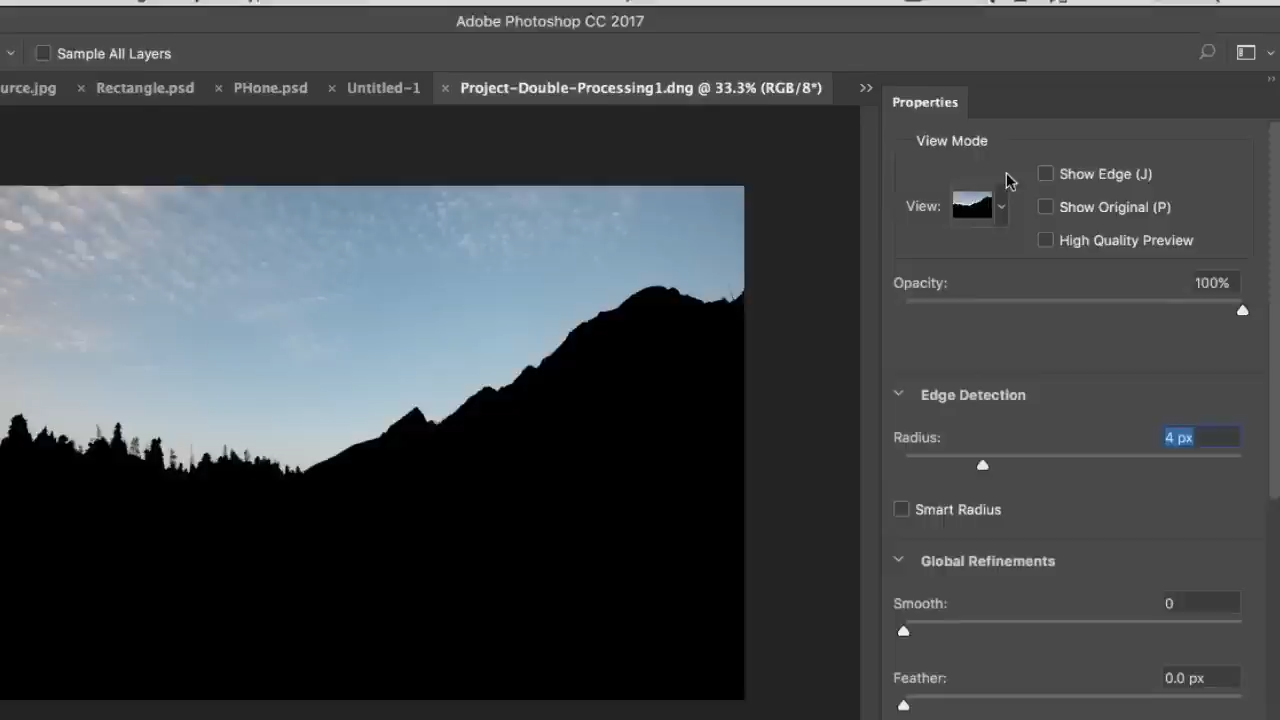 Adobe Photoshop CC 2017
Sample All Layers
urce.jpg × Rectangle.psd × PHone.psd × Untitled-1 × Project-Double-Processing1.dng @ 33.3% (RGB/8*)
Properties
View Mode
Show Edge (J)
View:
Show Original (P)
High Quality Preview
Opacity: 100%
Edge Detection
Radius: 4 px
Smart Radius
Global Refinements
Smooth: 0
Feather: 0.0 px